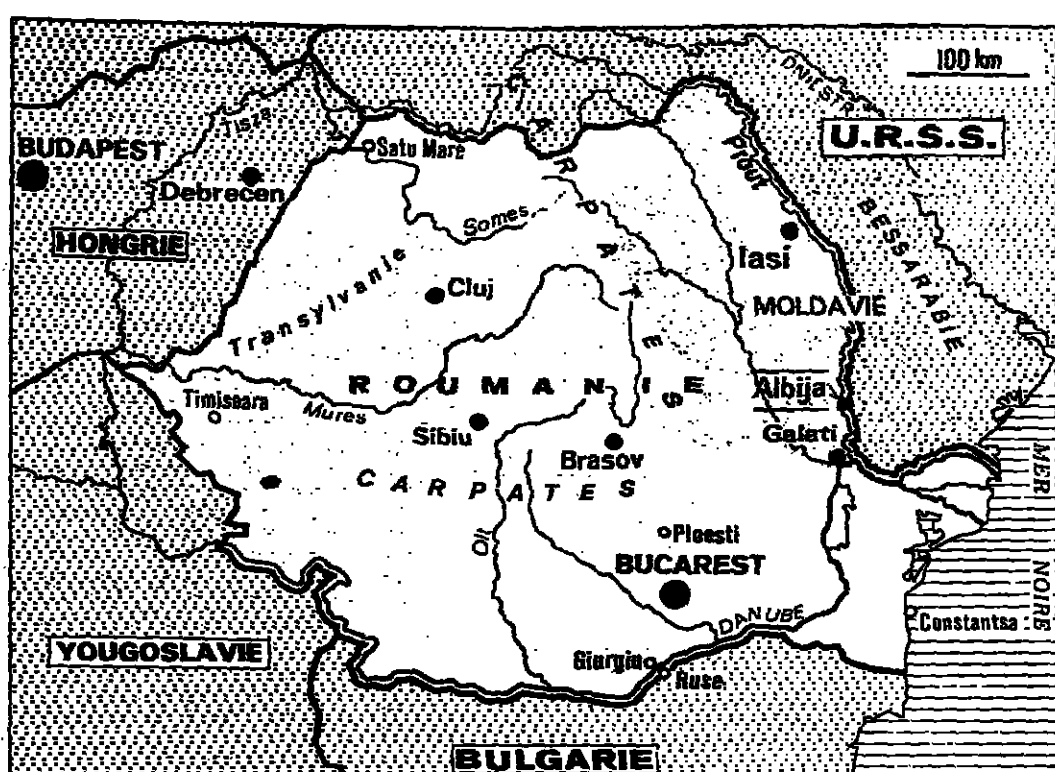 100 km
DNIESTR
U.R.S.S.
Tisza
BUDAPEST
Satu Mare
CARPATES
Prout
Debrecen
BESSARABIE
Somes
HONGRIE
Iasi
Cluj
Transylvanie
MOLDAVIE
ROUMANIE
Albija
Timisoara
Mures
Sibiu
Galati
Brasov
MER NOIRE
CARPATES
Olt
Ploesti
BUCAREST
DANUBE
Constantsa
YOUGOSLAVIE
Giurgiu
Ruse
BULGARIE